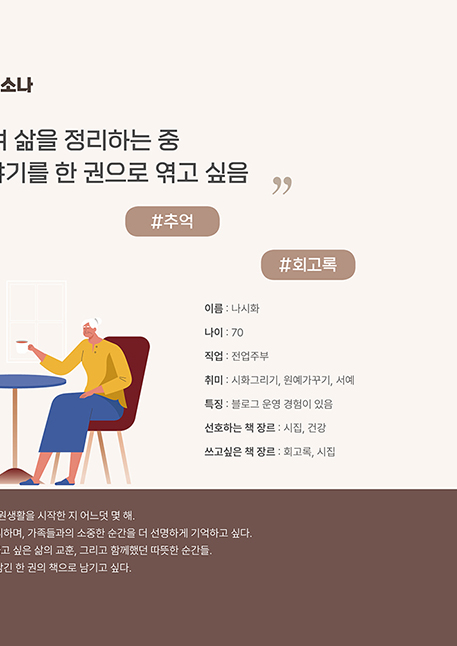 소나
며 삶을 정리하는 중
야기를 한 권으로 엮고 싶음
”
#추억
#회고록
이름 : 나시화
나이 : 70
직업 : 전업주부
취미 : 시화그리기, 원예가꾸기, 서예
특징 : 블로그 운영 경험이 있음
선호하는 책 장르 : 시집, 건강
쓰고싶은 책 장르 : 회고록, 시집
원생활을 시작한 지 어느덧 몇 해.
리하며, 가족들과의 소중한 순간을 더 선명하게 기억하고 싶다.
고 싶은 삶의 교훈, 그리고 함께했던 따뜻한 순간들.
담긴 한 권의 책으로 남기고 싶다.